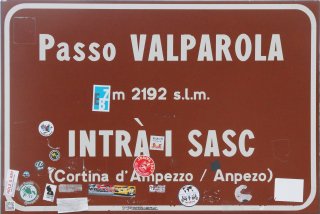 Passo VALPAROLA
m 2192 s.l.m.
INTRÀ I SASC
(Cortina d'Ampezzo / Anpezo)